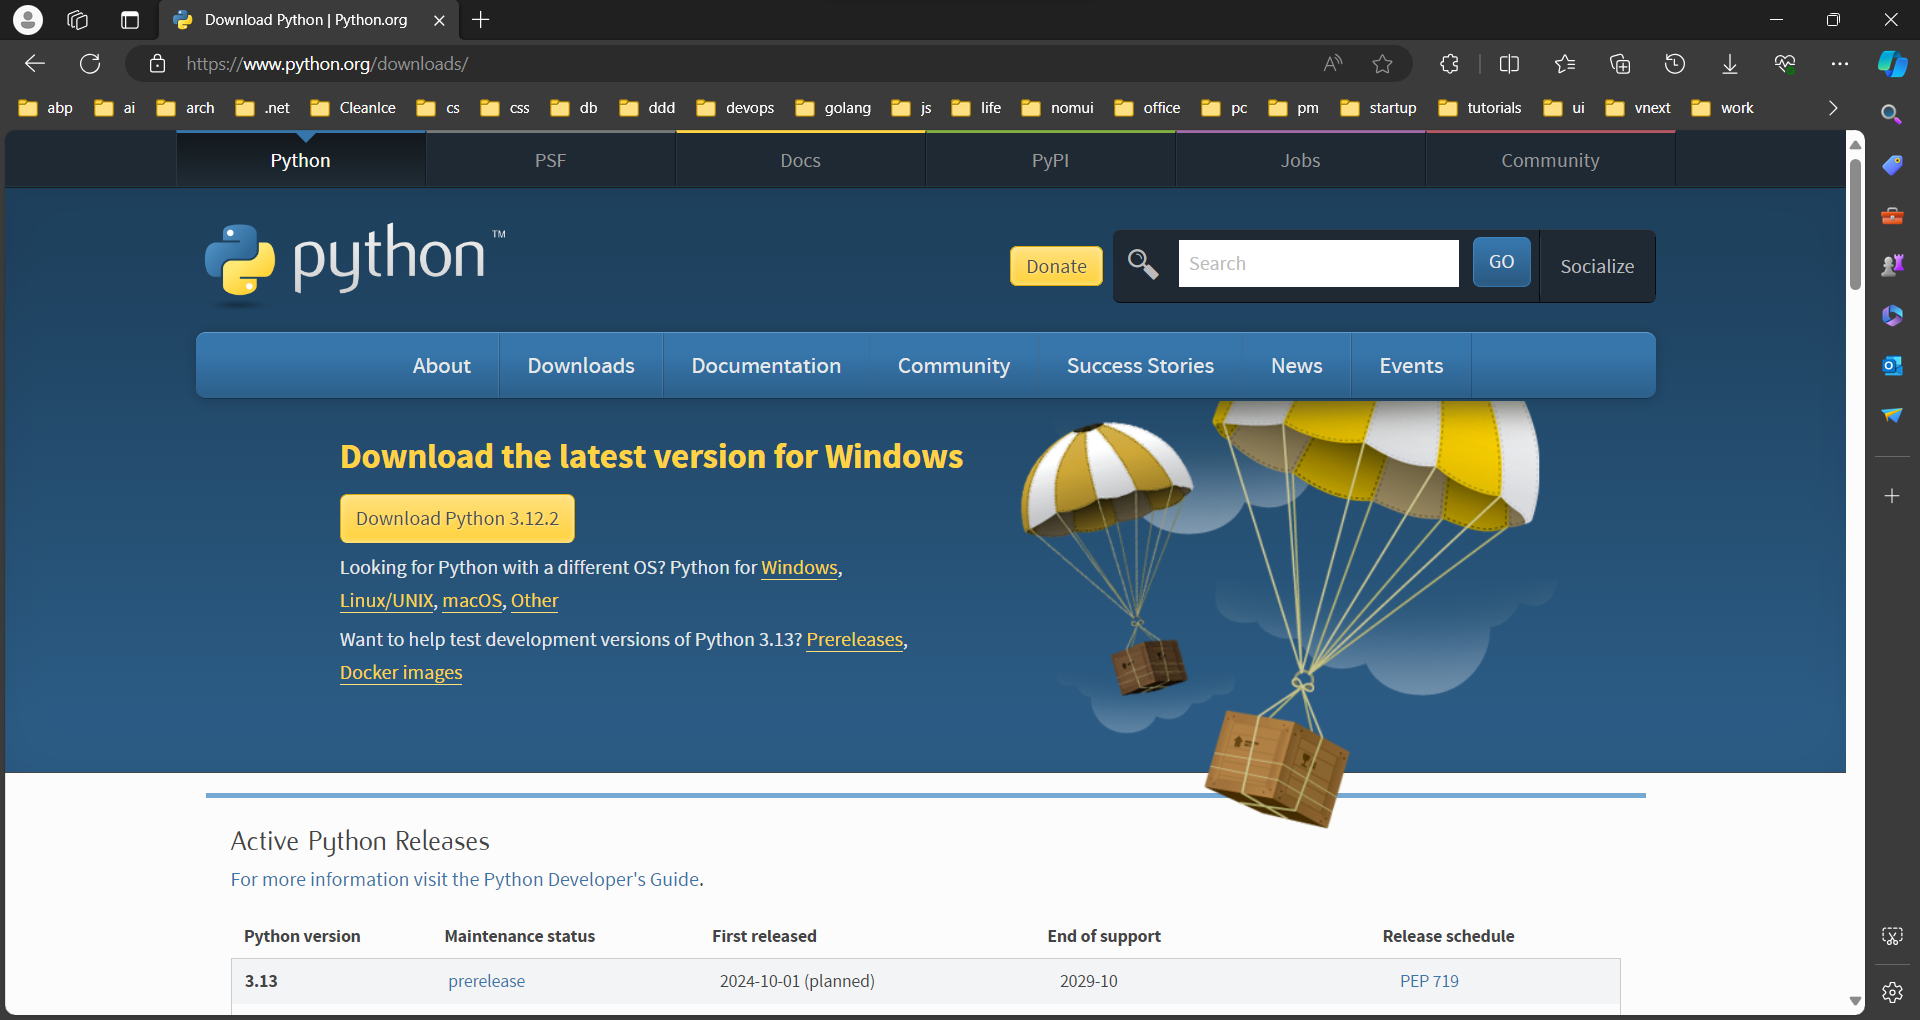 Download Python | Python.org
https://www.python.org/downloads/
abp ai arch .net CleanIce cs css db ddd devops golang js life nomui office pc pm startup tutorials ui vnext work
Python PSF Docs PyPI Jobs Community
python™
Donate Search GO Socialize
About Downloads Documentation Community Success Stories News Events
Download the latest version for Windows
Download Python 3.12.2
Looking for Python with a different OS? Python for Windows,
Linux/UNIX, macOS, Other
Want to help test development versions of Python 3.13? Prereleases,
Docker images
Active Python Releases
For more information visit the Python Developer's Guide.
Python version Maintenance status First released End of support Release schedule
3.13 prerelease 2024-10-01 (planned) 2029-10 PEP 719